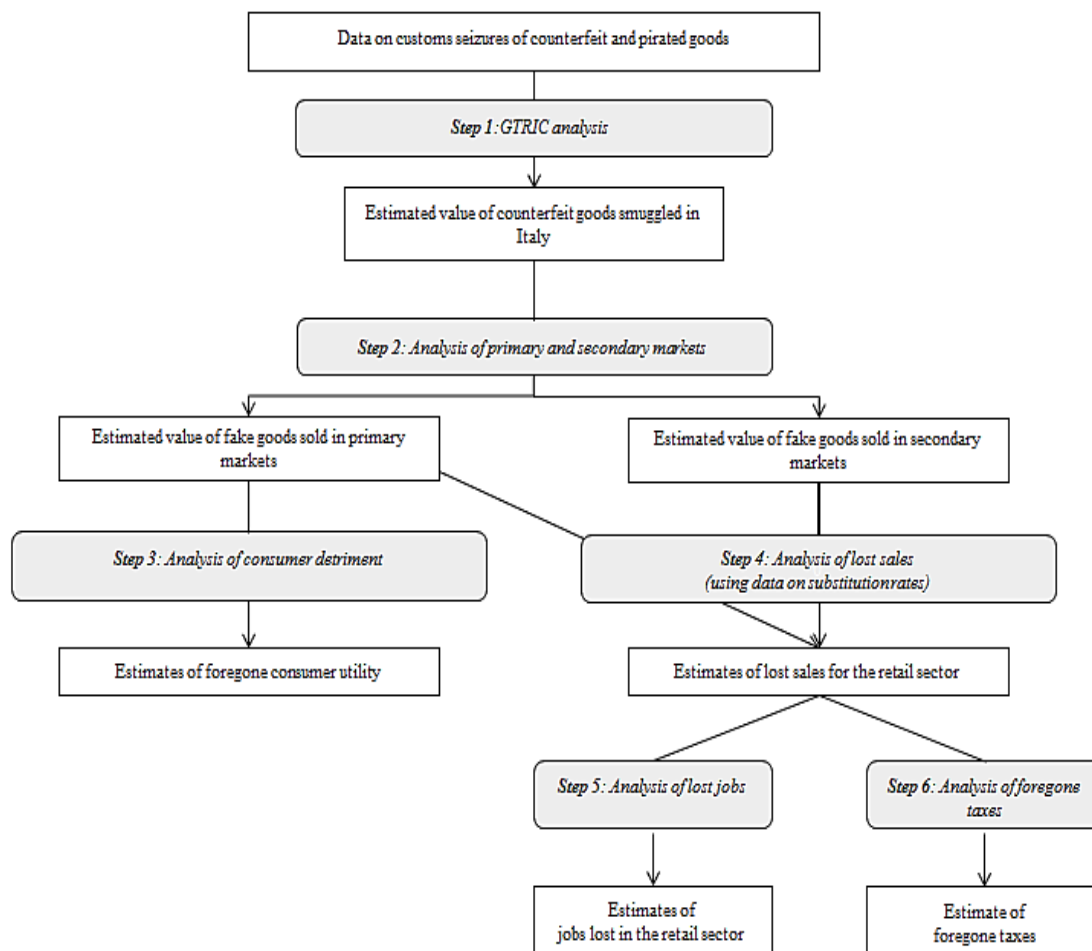 Data on customs seizures of counterfeit and pirated goods
Step 1: GTRIC analysis
Estimated value of counterfeit goods smuggled in
Italy
Step 2: Analysis of primary and secondary markets
Estimated value of fake goods sold in primary
markets
Estimated value of fake goods sold in secondary
markets
Step 3: Analysis of consumer detriment
Step 4: Analysis of lost sales
(using data on substitutionrates)
Estimates of foregone consumer utility
Estimates of lost sales for the retail sector
Step 5: Analysis of lost jobs
Step 6: Analysis of foregone
taxes
Estimates of
jobs lost in the retail sector
Estimate of
foregone taxes